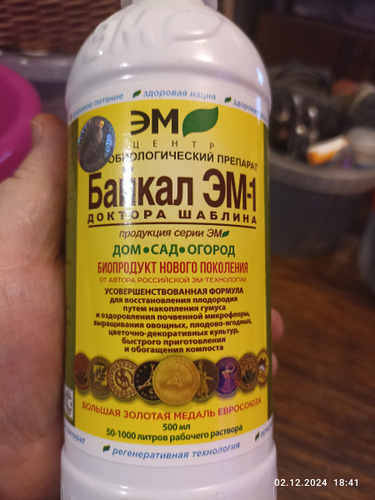 здоровое питание • здоровая нация •
ЭМ
ЦЕНТР
ОБИОЛОГИЧЕСКИЙ ПРЕПАРАТ
Байкал ЭМ-1
ДОКТОРА ШАБЛИНА
продукция серии ЭМ
ДОМ•САД•ОГОРОД
БИОПРОДУКТ НОВОГО ПОКОЛЕНИЯ
ОТ АВТОРА РОССИЙСКОЙ ЭМ-ТЕХНОЛОГИИ
УСОВЕРШЕНСТВОВАННАЯ ФОРМУЛА
для восстановления плодородия
путем накопления гумуса
и оздоровления почвенной микрофлоры,
выращивания овощных, плодово-ягодных,
цветочно-декоративных культур,
быстрого приготовления
и обогащения компоста
БОЛЬШАЯ ЗОЛОТАЯ МЕДАЛЬ ЕВРОСОЮЗА
500 мл
50-1000 литров рабочего раствора
• регенеративная технология •
02.12.2024 18:41